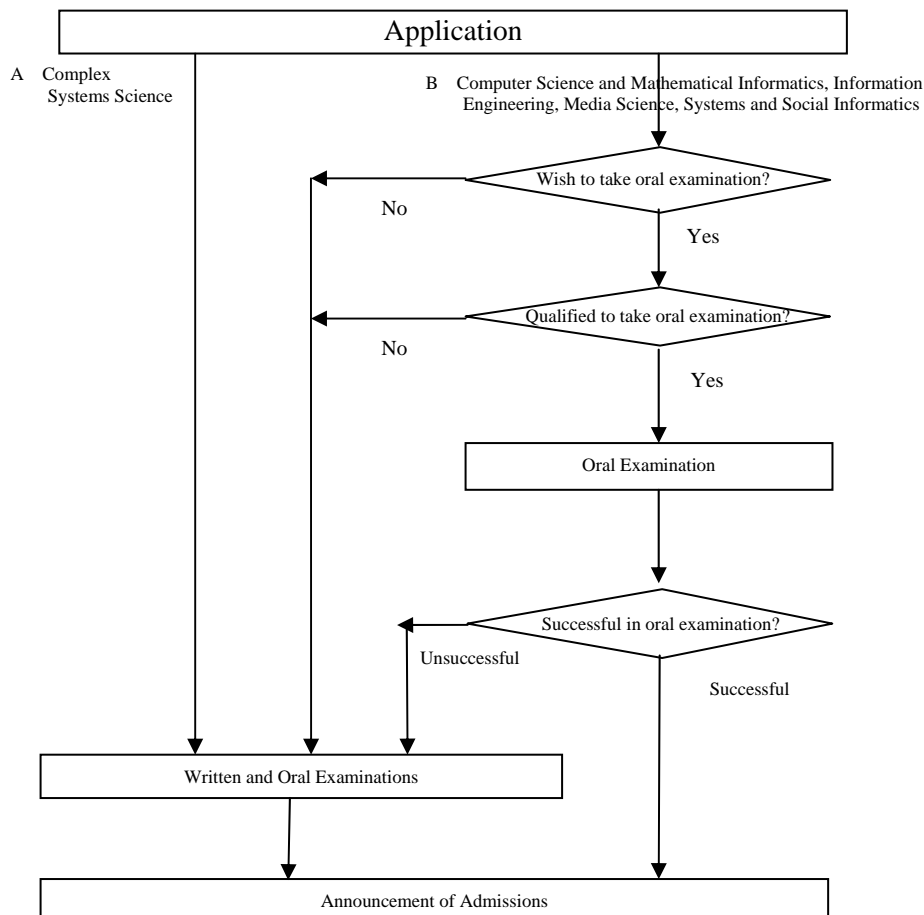 Application
A Complex
Systems Science
B Computer Science and Mathematical Informatics, Information
Engineering, Media Science, Systems and Social Informatics
Wish to take oral examination?
No
Yes
Qualified to take oral examination?
No
Yes
Oral Examination
Successful in oral examination?
Unsuccessful
Successful
Written and Oral Examinations
Announcement of Admissions